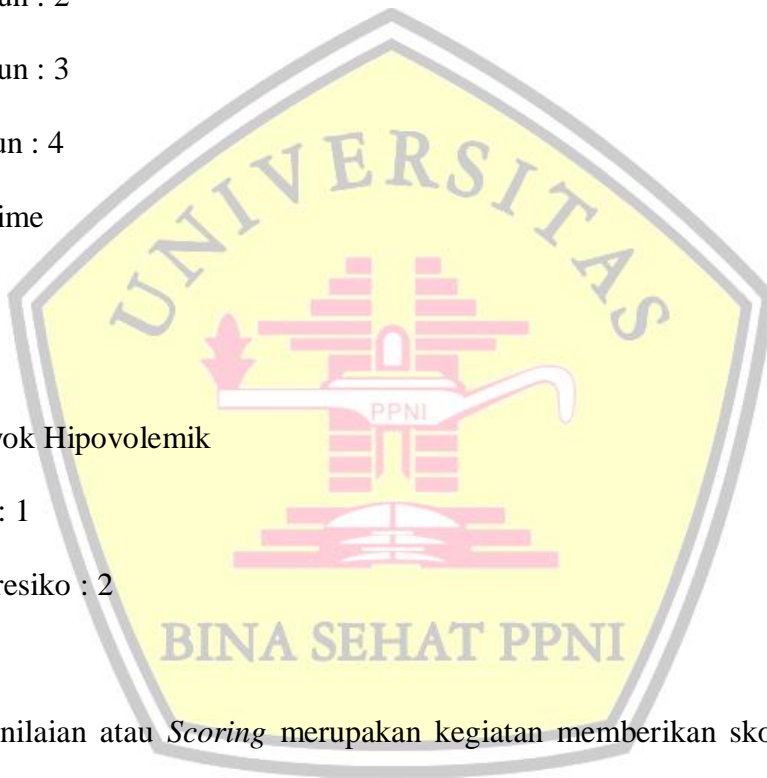 un : 2
un : 3
un : 4
ime
UNIVERSITAS
PPNI
yok Hipovolemik
: 1
resiko : 2
BINA SEHAT PPNI
nilaian atau Scoring merupakan kegiatan memberikan sko